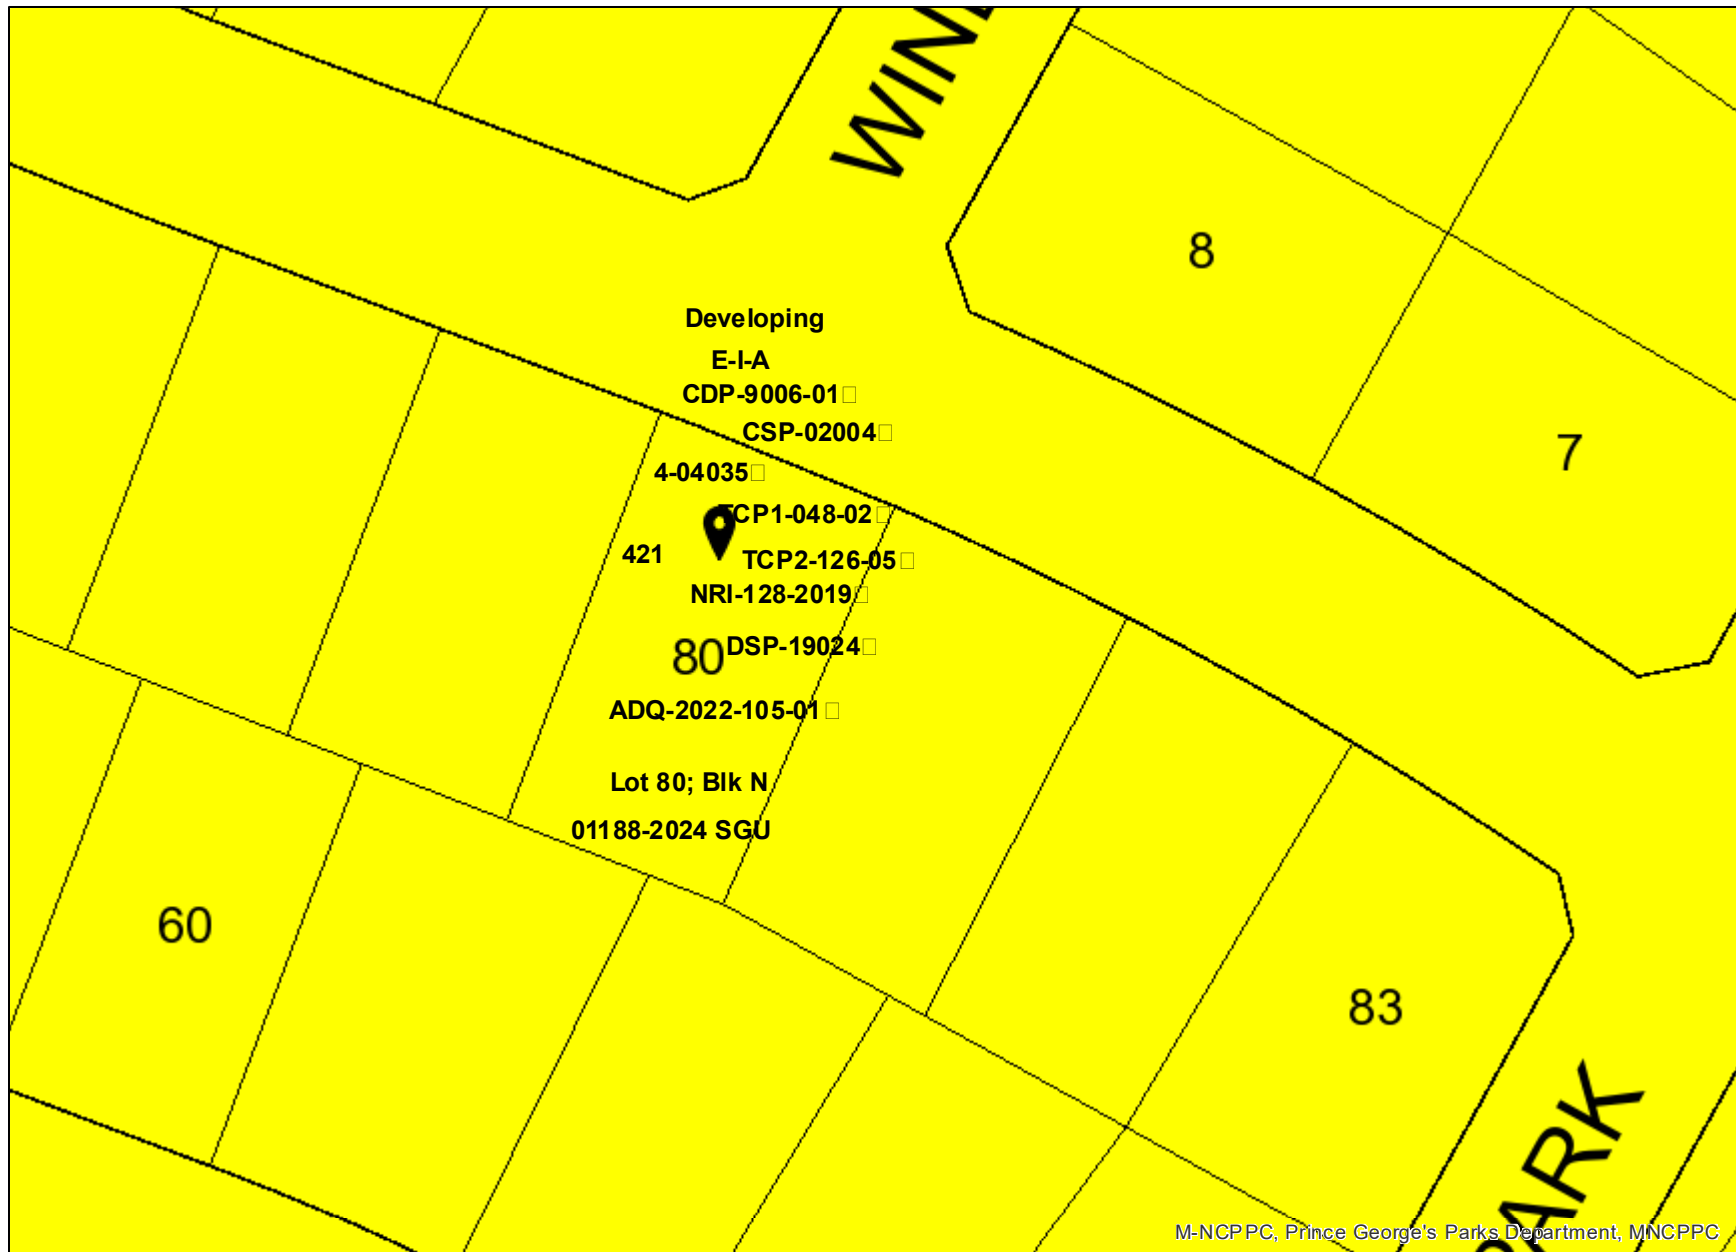 WIN
8
Developing
E-I-A
CDP-9006-01
CSP-02004
7
4-04035
TCP1-048-02
421
TCP2-126-05
NRI-128-2019
80
DSP-19024
ADQ-2022-105-01
Lot 80; Blk N
01188-2024 SGU
60
83
PARK
M-NCPPC, Prince George's Parks Department, MNCPPC